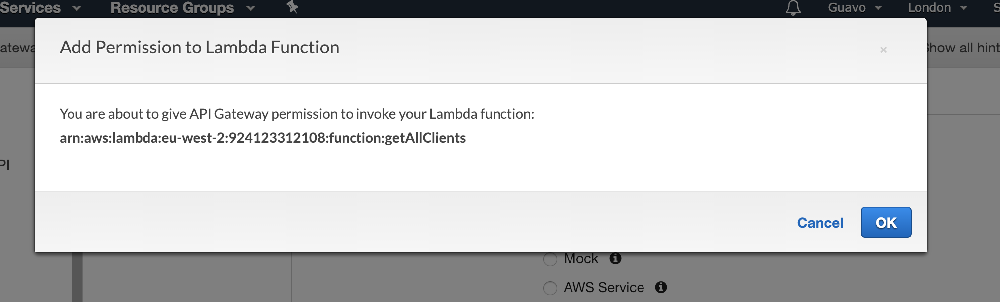 Services Resource Groups Guavo London S
Add Permission to Lambda Function ×
atewa
Show all hint
You are about to give API Gateway permission to invoke your Lambda function:
arn:aws:lambda:eu-west-2:924123312108:function:getAllClients
PI
Cancel OK
Mock
AWS Service